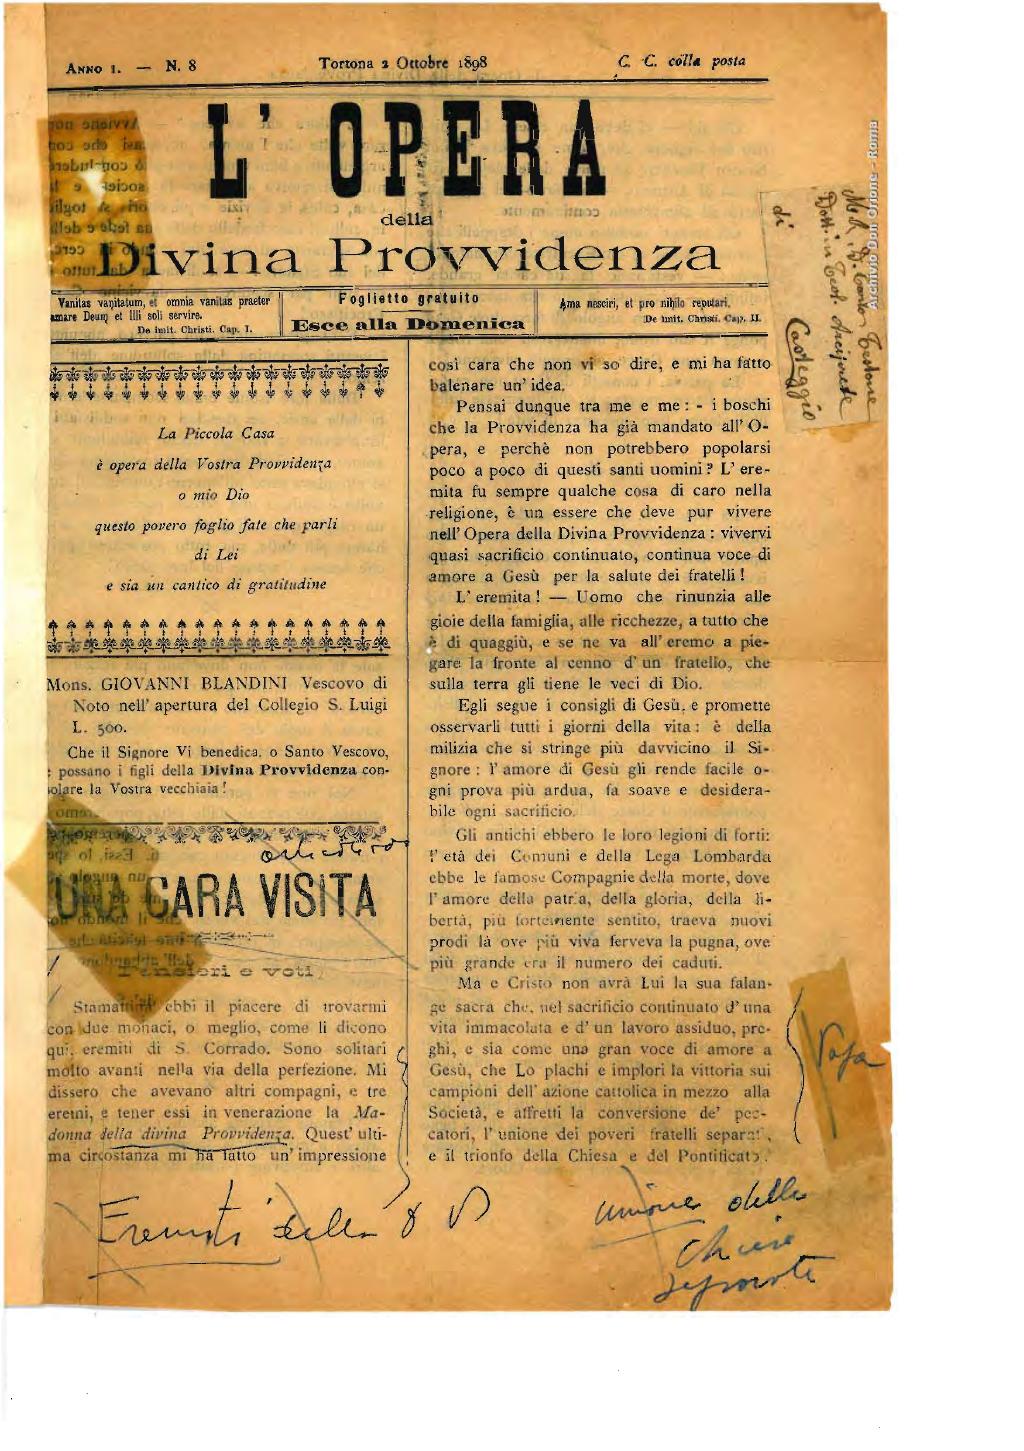 ANNO 1. — N. 8
Tortona 2 Ottobre 1898
C. C. colla posta
L' OPERA
della
Divina Provvidenza
Vanitas vanitatum, et omnia vanitas praeter
amare Deum et illi soli servire.
De imit. Christi. Cap. I.
Foglietto gratuito
Esce alla Domenica
Ama nesciri, et pro nihilo reputari.
De imit. Christi. Cap. II.
di
Casteggio
Archivio Don Orione - Roma
La Piccola Casa
è opera della Vostra Provvidenza
o mio Dio
questo povero foglio fate che parli
di Lei
e sia un cantico di gratitudine
Mons. GIOVANNI BLANDINI Vescovo di
Noto nell' apertura del Collegio S. Luigi
L. 500.
Che il Signore Vi benedica, o Santo Vescovo,
possano i figli della Divina Provvidenza con-
solare la Vostra vecchiaia !
UNA CARA VISITA
Pensieri e voti
Stamattina ebbi il piacere di trovarmi
con due monaci, o meglio, come li dicono
qui, eremiti di S. Corrado. Sono solitari
molto avanti nella via della perfezione. Mi
dissero che avevano altri compagni, e tre
eremi, e tener essi in venerazione la Ma-
donna della divina Provvidenza. Quest' ulti-
ma circostanza mi ha fatto un' impressione
Eremiti della
così cara che non vi so dire, e mi ha fatto
balenare un' idea.
Pensai dunque tra me e me : - i boschi
che la Provvidenza ha già mandato all' O-
pera, e perchè non potrebbero popolarsi
poco a poco di questi santi uomini ? L' ere-
mita fu sempre qualche cosa di caro nella
religione, è un essere che deve pur vivere
nell' Opera della Divina Provvidenza : vivervi
quasi sacrificio continuato, continua voce di
amore a Gesù per la salute dei fratelli !
L' eremita ! — Uomo che rinunzia alle
gioie della famiglia, alle ricchezze, a tutto che
è di quaggiù, e se ne va all' eremo a pie-
gare la fronte al cenno d' un fratello, che
sulla terra gli tiene le veci di Dio.
Egli segue i consigli di Gesù, e promette
osservarli tutti i giorni della vita : è della
milizia che si stringe più davvicino il Si-
gnore : l' amore di Gesù gli rende facile o-
gni prova più ardua, fa soave e desidera-
bile ogni sacrificio.
Gli antichi ebbero le loro legioni di forti:
l' età dei Comuni e della Lega Lombarda
ebbe le famose Compagnie della morte, dove
l' amore della patria, della gloria, della li-
bertà, più fortemente sentito, traeva nuovi
prodi là ove più viva ferveva la pugna, ove
più grande era il numero dei caduti.
Ma e Cristo non avrà Lui la sua falan-
ge sacra che, nel sacrificio continuato d' una
vita immacolata e d' un lavoro assiduo, pre-
ghi, e sia come una gran voce di amore a
Gesù, che Lo plachi e implori la vittoria sui
campioni dell' azione cattolica in mezzo alla
Società, e affretti la conversione de' pec-
catori, l' unione dei poveri fratelli separati,
e il trionfo della Chiesa e del Pontificato.
unione delle
Chiese
separate